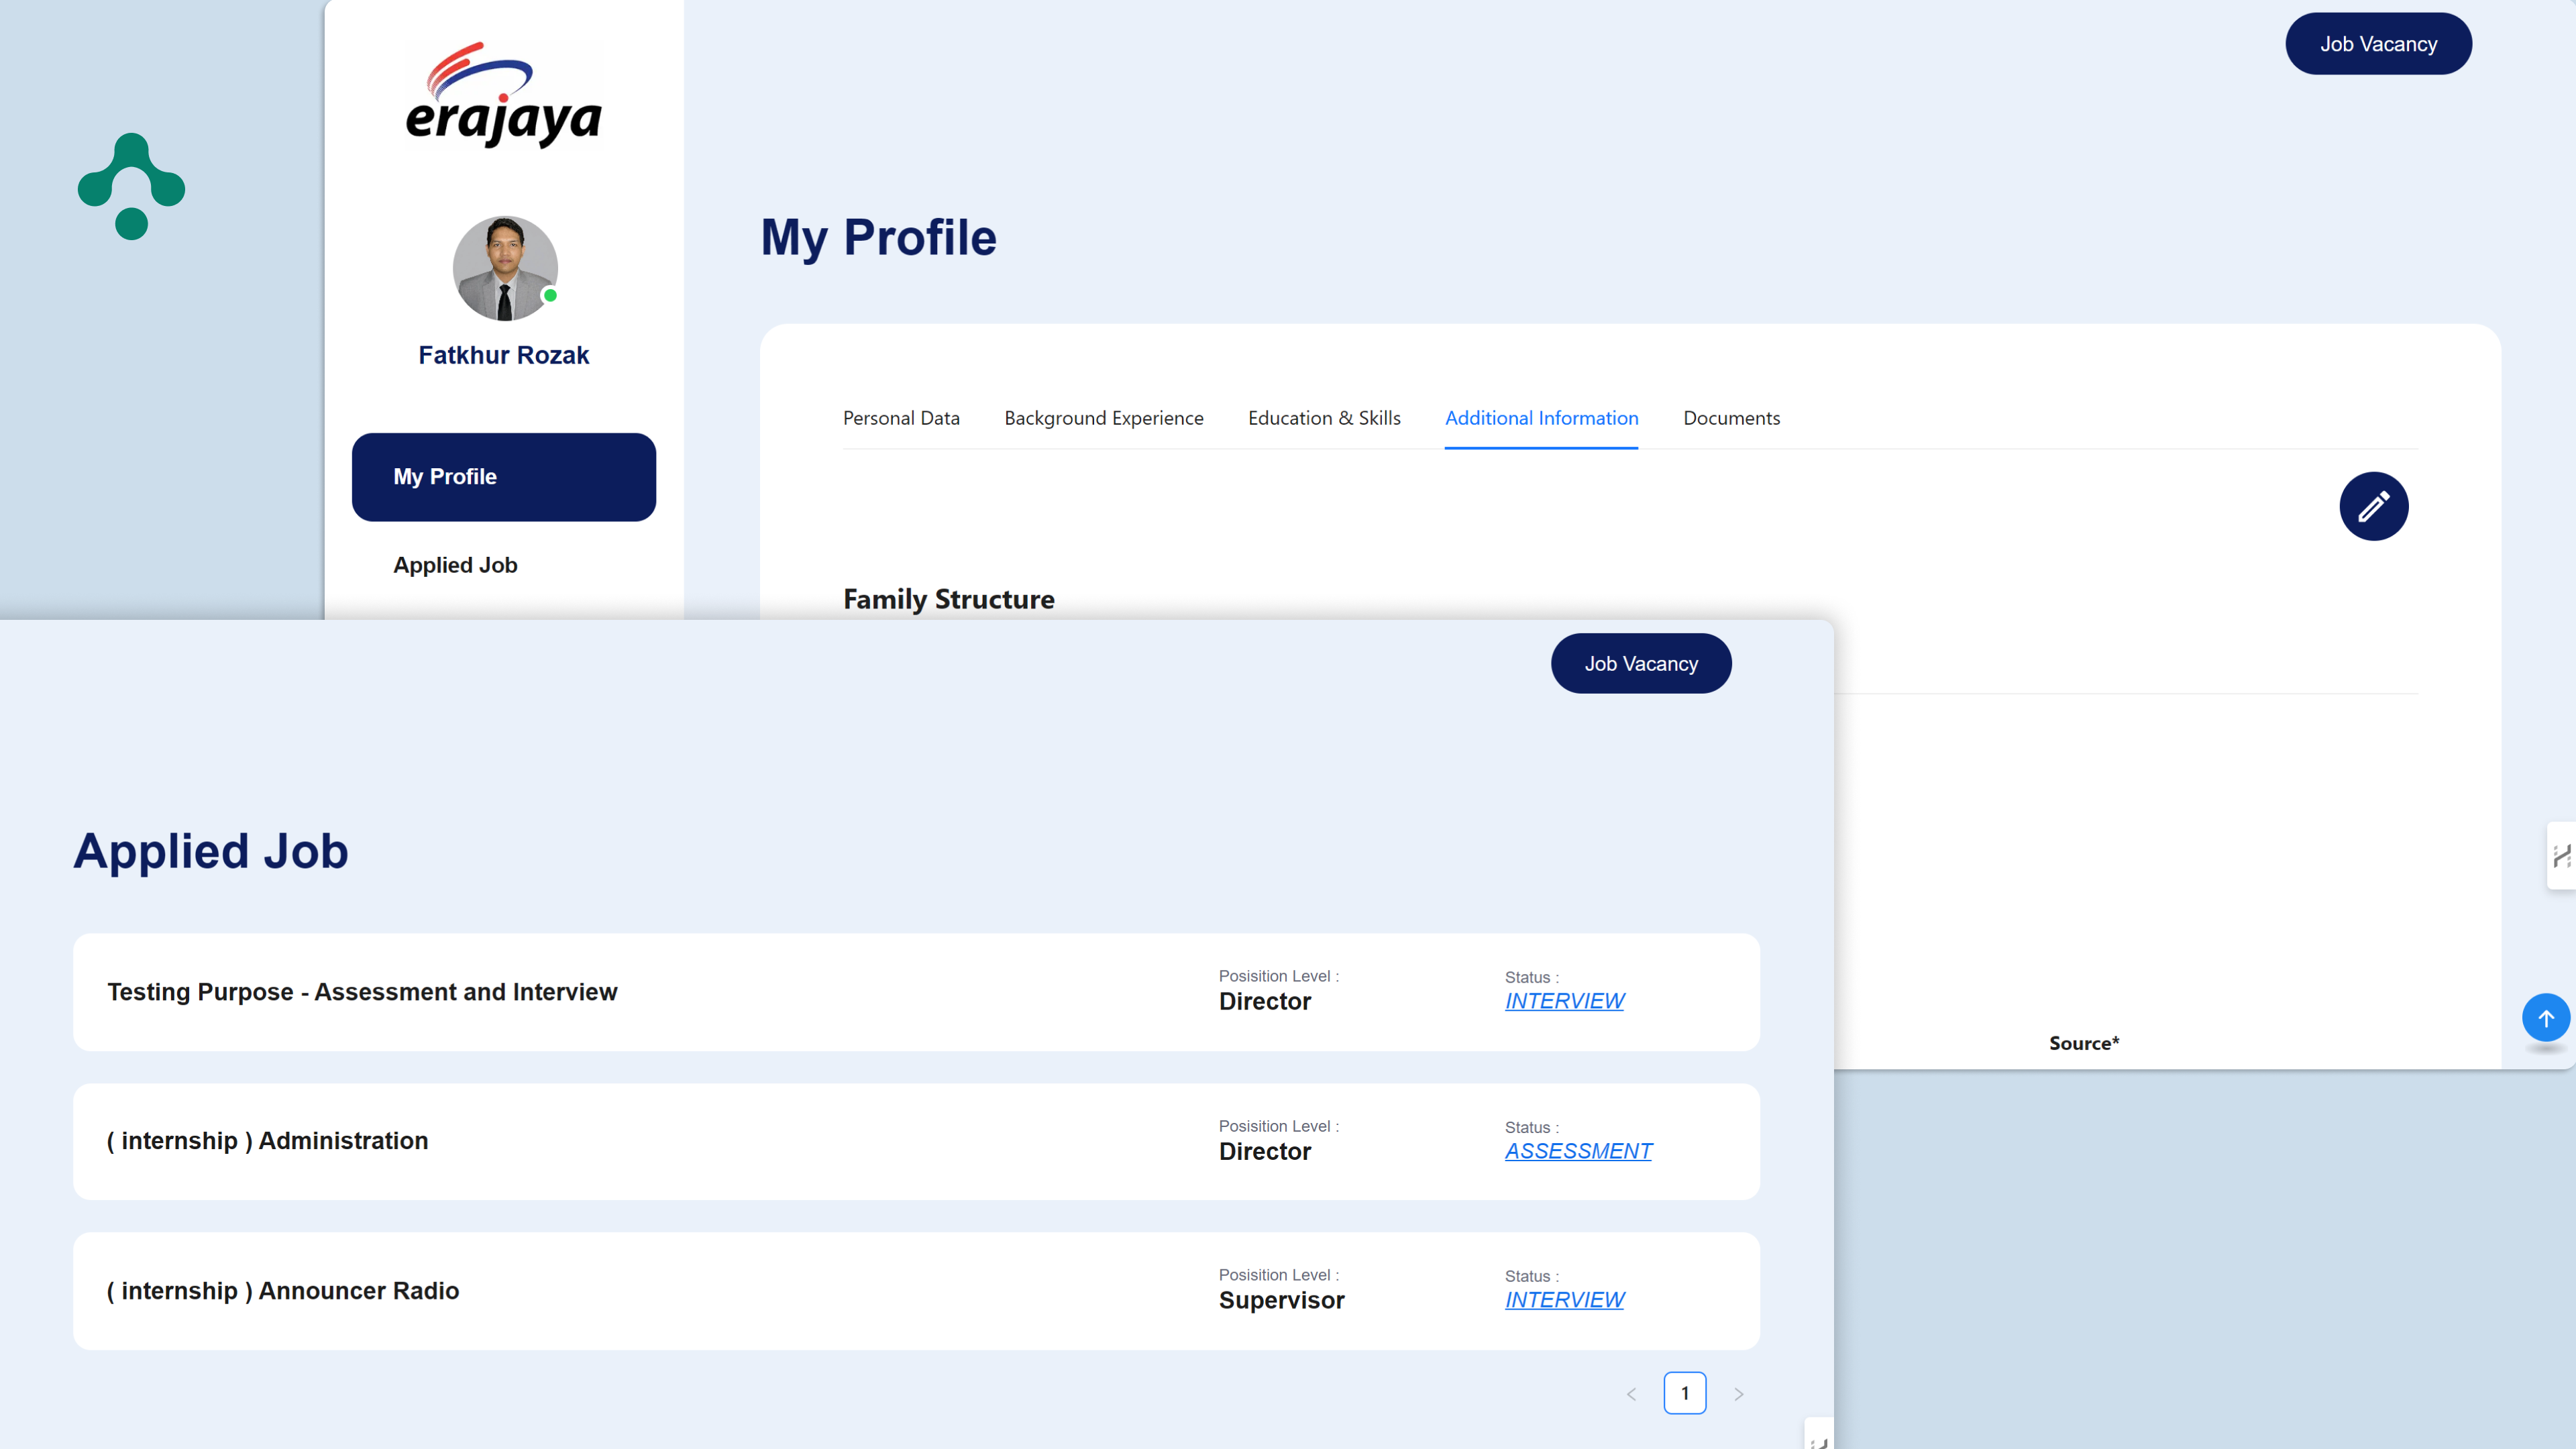 erajaya
Job Vacancy
My Profile
Fatkhur Rozak
Personal Data Background Experience Education & Skills Additional Information Documents
My Profile
Applied Job
Family Structure
Source*
Job Vacancy
Applied Job
Testing Purpose - Assessment and Interview
Posisition Level :
Director
Status :
INTERVIEW
( internship ) Administration
Posisition Level :
Director
Status :
ASSESSMENT
( internship ) Announcer Radio
Posisition Level :
Supervisor
Status :
INTERVIEW
< 1 >